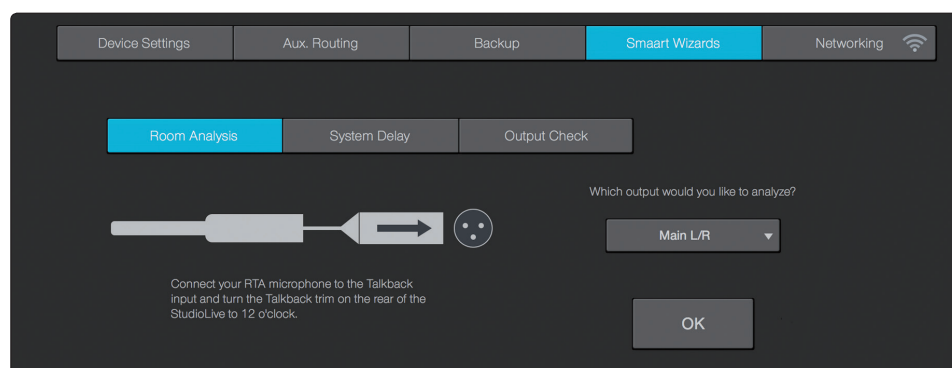 Device Settings
Aux. Routing
Backup
Smaart Wizards
Networking
Room Analysis
System Delay
Output Check
Which output would you like to analyze?
Main L/R
Connect your RTA microphone to the Talkback
input and turn the Talkback trim on the rear of the
StudioLive to 12 o'clock.
OK